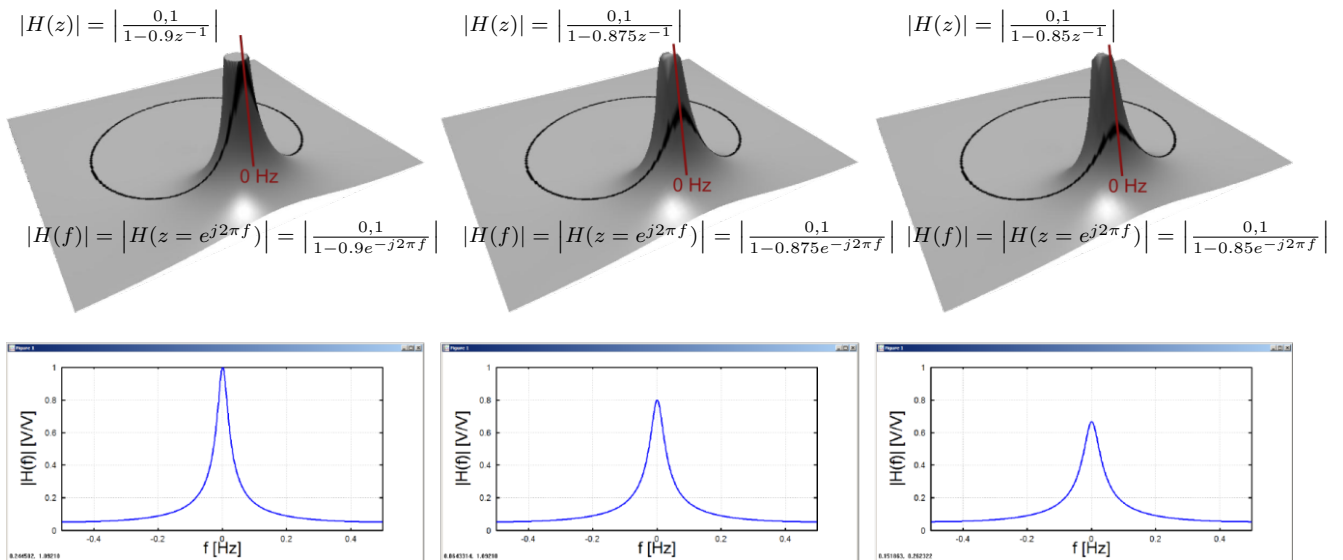 |H(z)| = |0,1 / 1−0.9z^{−1}|
|H(z)| = |0,1 / 1−0.875z^{−1}|
|H(z)| = |0,1 / 1−0.85z^{−1}|
0 Hz
0 Hz
0 Hz
|H(f)| = |H(z = e^{j2πf})| = |0,1 / 1−0.9e^{−j2πf}|
|H(f)| = |H(z = e^{j2πf})| = |0,1 / 1−0.875e^{−j2πf}|
|H(f)| = |H(z = e^{j2πf})| = |0,1 / 1−0.85e^{−j2πf}|
Figure 1
|H(f)| [V/V]
1
0.8
0.6
0.4
0.2
0
-0.4 -0.2 0 0.2 0.4
f [Hz]
Figure 1
|H(f)| [V/V]
1
0.8
0.6
0.4
0.2
0
-0.4 -0.2 0 0.2 0.4
f [Hz]
Figure 1
|H(f)| [V/V]
1
0.8
0.6
0.4
0.2
0
-0.4 -0.2 0 0.2 0.4
f [Hz]